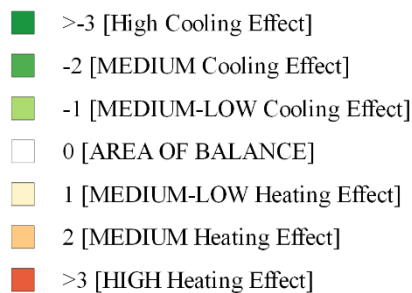 >-3 [High Cooling Effect]
-2 [MEDIUM Cooling Effect]
-1 [MEDIUM-LOW Cooling Effect]
0 [AREA OF BALANCE]
1 [MEDIUM-LOW Heating Effect]
2 [MEDIUM Heating Effect]
>3 [HIGH Heating Effect]